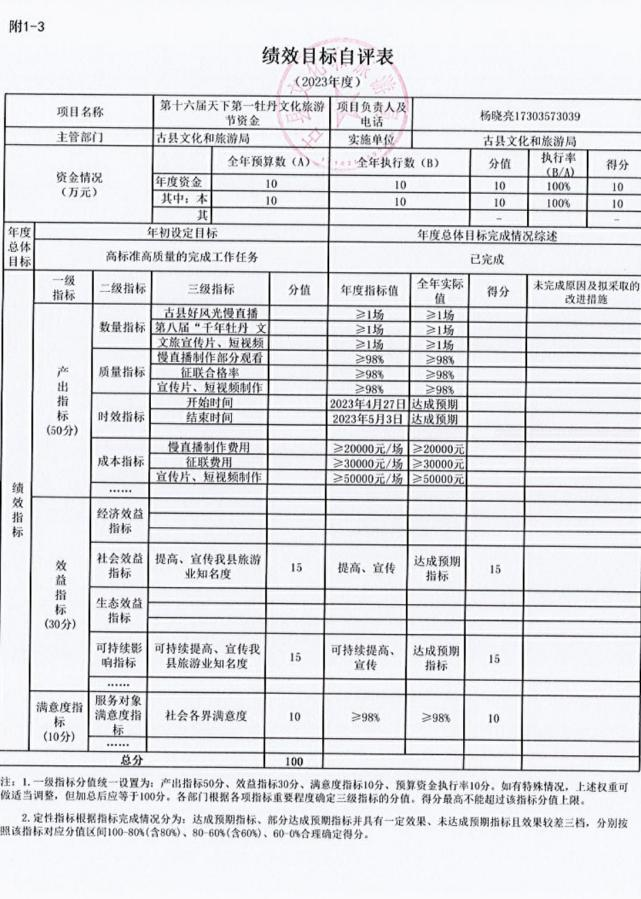 附1-3
绩效目标自评表
（2023年度）
项目名称 第十六届天下第一牡丹文化旅游节资金 项目负责人及电话 杨晓亮17303573039
主管部门 古县文化和旅游局 实施单位 古县文化和旅游局
资金情况（万元） 全年预算数（A） 全年执行数（B） 分值 执行率（B/A） 得分
年度资金 10 10 10 100% 10
其中：本 10 10 10 100% 10
其 - -
年度总体目标 年初设定目标 年度总体目标完成情况综述
高标准高质量的完成工作任务 已完成
绩效指标 一级指标 二级指标 三级指标 分值 年度指标值 全年实际值 得分 未完成原因及拟采取的改进措施
产出指标（50分） 数量指标 古县好风光慢直播 ≥1场 ≥1场
第八届“千年牡丹 文 ≥1场 ≥1场
文旅宣传片、短视频 ≥1场 ≥1场
质量指标 慢直播制作部分观看 ≥98% ≥98%
征联合格率 ≥98% ≥98%
宣传片、短视频制作 ≥98% ≥98%
时效指标 开始时间 2023年4月27日 达成预期
结束时间 2023年5月3日 达成预期
成本指标 慢直播制作费用 ≥20000元/场 ≥20000元
征联费用 ≥30000元/场 ≥30000元
宣传片、短视频制作 ≥50000元/场 ≥50000元
……
效益指标（30分） 经济效益指标
社会效益指标 提高、宣传我县旅游业知名度 15 提高、宣传 达成预期指标 15
生态效益指标
可持续影响指标 可持续提高、宣传我县旅游业知名度 15 可持续提高、宣传 达成预期指标 15
……
满意度指标（10分） 服务对象满意度指标 社会各界满意度 10 ≥98% ≥98% 10
……
总分 100
注：1.一级指标分值统一设置为：产出指标50分、效益指标30分、满意度指标10分、预算资金执行率10分。如有特殊情况，上述权重可
做适当调整，但加总后应等于100分。各部门根据各项指标重要程度确定三级指标的分值。得分最高不能超过该指标分值上限。
2.定性指标根据指标完成情况分为：达成预期指标、部分达成预期指标并具有一定效果、未达成预期指标且效果较差三档，分别按
照该指标对应分值区间100-80%(含80%)、80-60%(含60%)、60-0%合理确定得分。